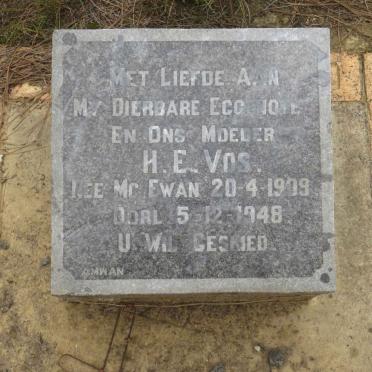 MET LIEFDE AAN
MY DIERBARE EGGENOTE
EN ONS MOEDER
H. E. VOS.
NEE MC EWAN 20-4-1909
OORL 5-12-1948
U WIL GESKIED